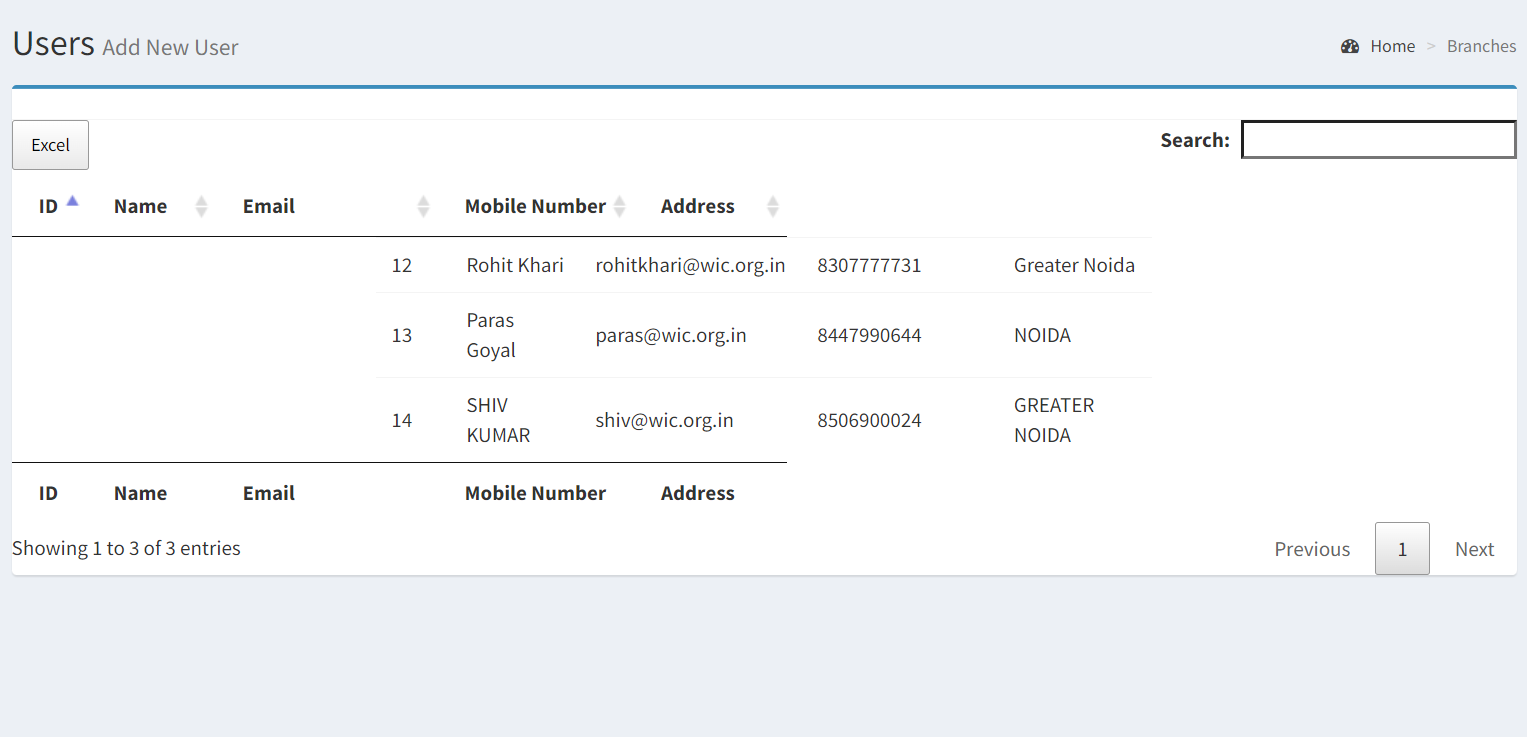 Users Add New User
Home > Branches
Excel
Search:
ID Name Email Mobile Number Address
12 Rohit Khari rohitkhari@wic.org.in 8307777731 Greater Noida
13 Paras Goyal paras@wic.org.in 8447990644 NOIDA
14 SHIV KUMAR shiv@wic.org.in 8506900024 GREATER NOIDA
ID Name Email Mobile Number Address
Showing 1 to 3 of 3 entries
Previous 1 Next